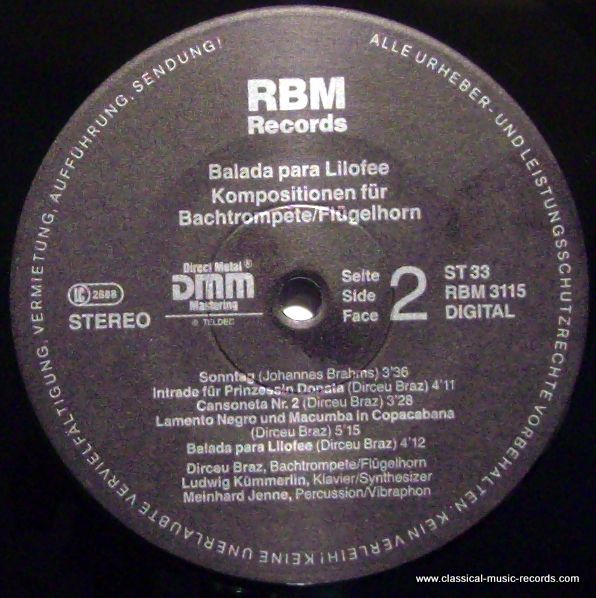 ALLE URHEBER- UND LEISTUNGSSCHUTZRECHTE VORBEHALTEN. KEIN VERLEIH! KEINE UNERLAUBTE VERVIELFÄLTIGUNG, VERMIETUNG, AUFFÜHRUNG, SENDUNG!
RBM
Records
Balada para Lilofee
Kompositionen für
Bachtrompete/Flügelhorn
LC 2688
STEREO
Direct Metal®
DMM
Mastering
© TELDEC
Seite
Side
Face
2
ST 33
RBM 3115
DIGITAL
Sonntag (Johannes Brahms) 3'36
Intrade für Prinzessin Donata (Dirceu Braz) 4'11
Cansoneta Nr. 2 (Dirceu Braz) 3'28
Lamento Negro und Macumba in Copacabana
(Dirceu Braz) 5'15
Balada para Lilofee (Dirceu Braz) 4'12
Dirceu Braz, Bachtrompete/Flügelhorn
Ludwig Kümmerlin, Klavier/Synthesizer
Meinhard Jenne, Percussion/Vibraphon
www.classical-music-records.com